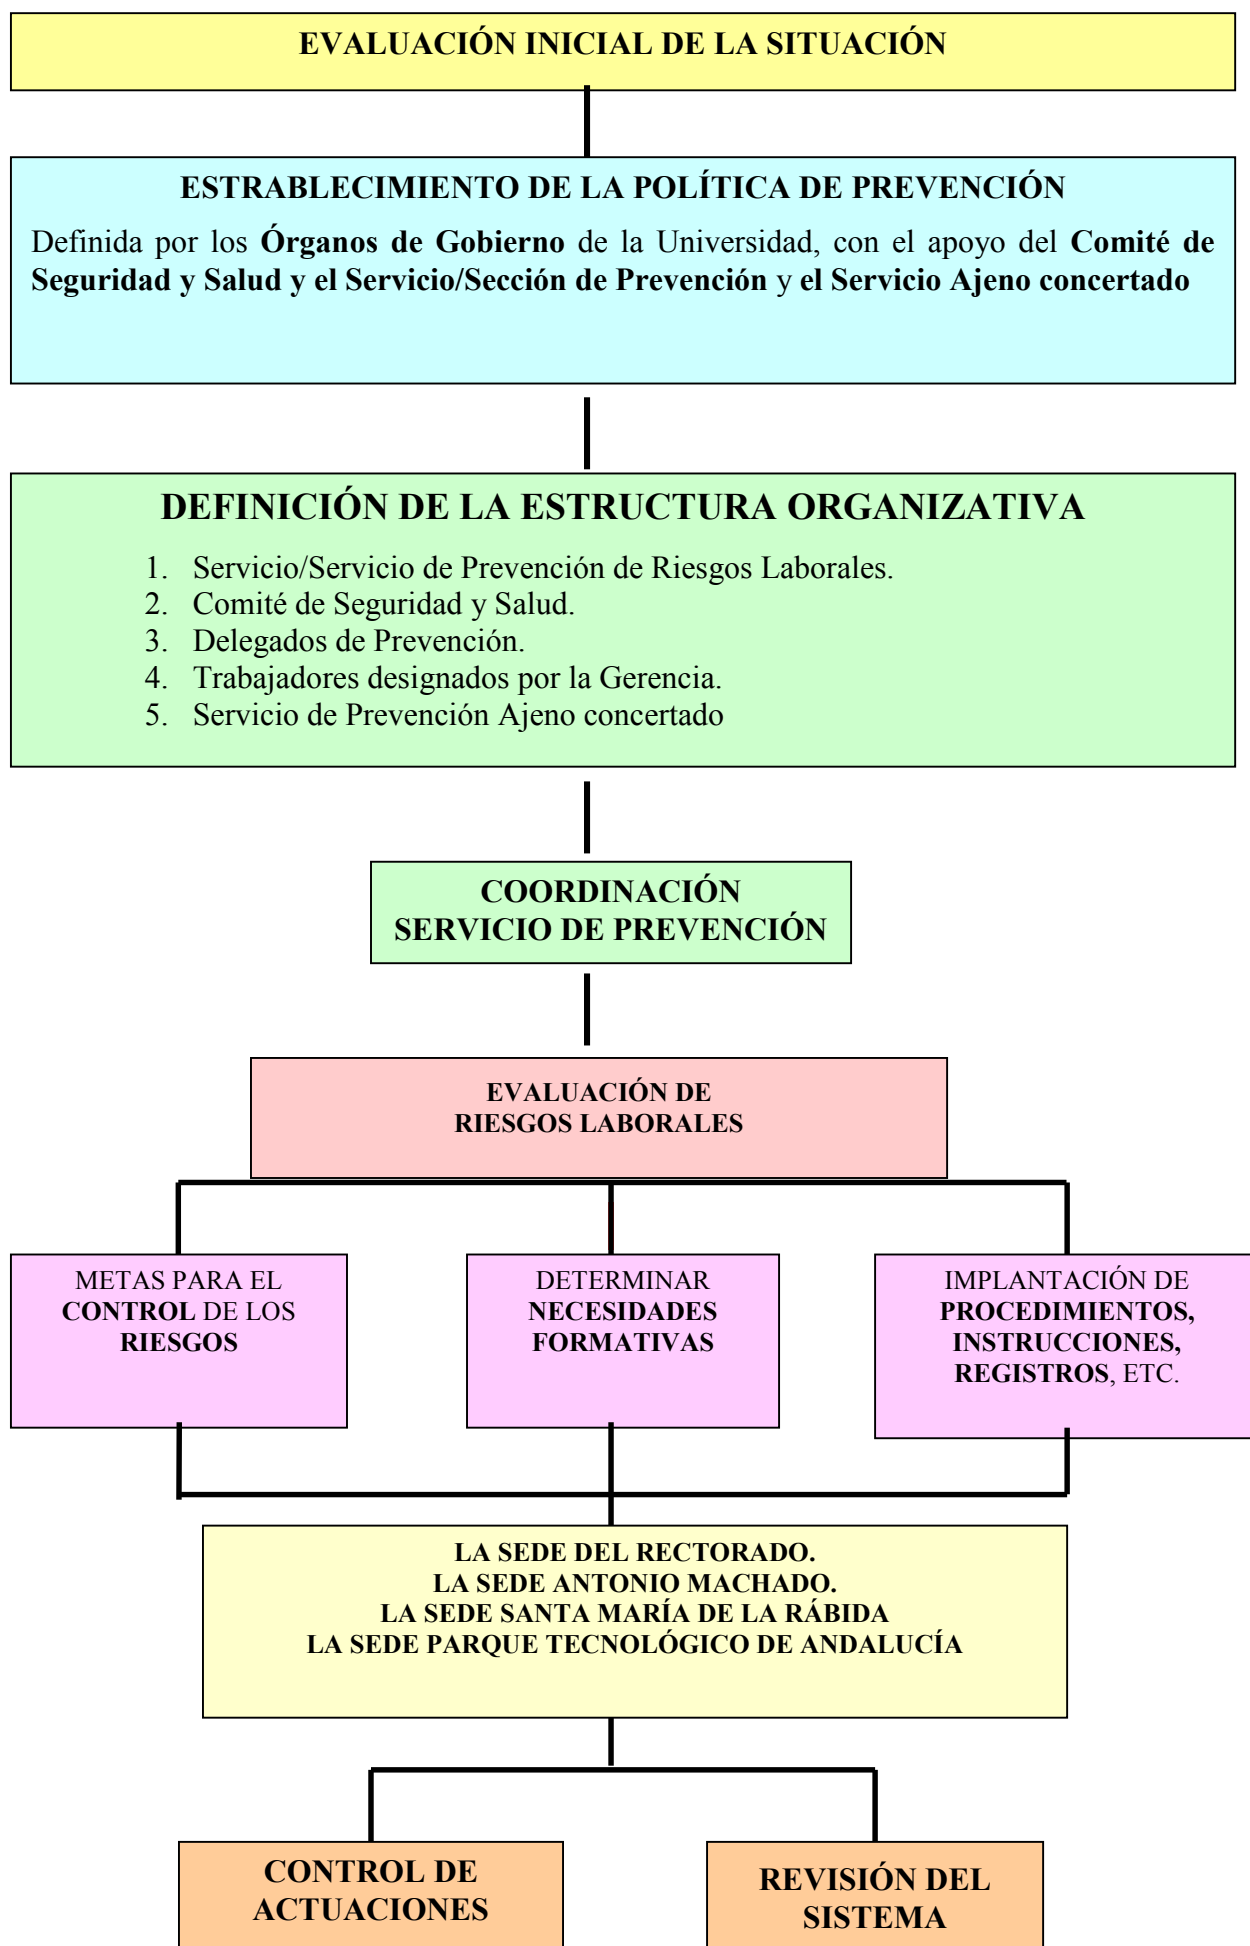 EVALUACIÓN INICIAL DE LA SITUACIÓN
ESTRABLECIMIENTO DE LA POLÍTICA DE PREVENCIÓN
Definida por los Órganos de Gobierno de la Universidad, con el apoyo del Comité de
Seguridad y Salud y el Servicio/Sección de Prevención y el Servicio Ajeno concertado
DEFINICIÓN DE LA ESTRUCTURA ORGANIZATIVA
1. Servicio/Servicio de Prevención de Riesgos Laborales.
2. Comité de Seguridad y Salud.
3. Delegados de Prevención.
4. Trabajadores designados por la Gerencia.
5. Servicio de Prevención Ajeno concertado
COORDINACIÓN
SERVICIO DE PREVENCIÓN
EVALUACIÓN DE
RIESGOS LABORALES
METAS PARA EL
CONTROL DE LOS
RIESGOS
DETERMINAR
NECESIDADES
FORMATIVAS
IMPLANTACIÓN DE
PROCEDIMIENTOS,
INSTRUCCIONES,
REGISTROS, ETC.
LA SEDE DEL RECTORADO.
LA SEDE ANTONIO MACHADO.
LA SEDE SANTA MARÍA DE LA RÁBIDA
LA SEDE PARQUE TECNOLÓGICO DE ANDALUCÍA
CONTROL DE
ACTUACIONES
REVISIÓN DEL
SISTEMA